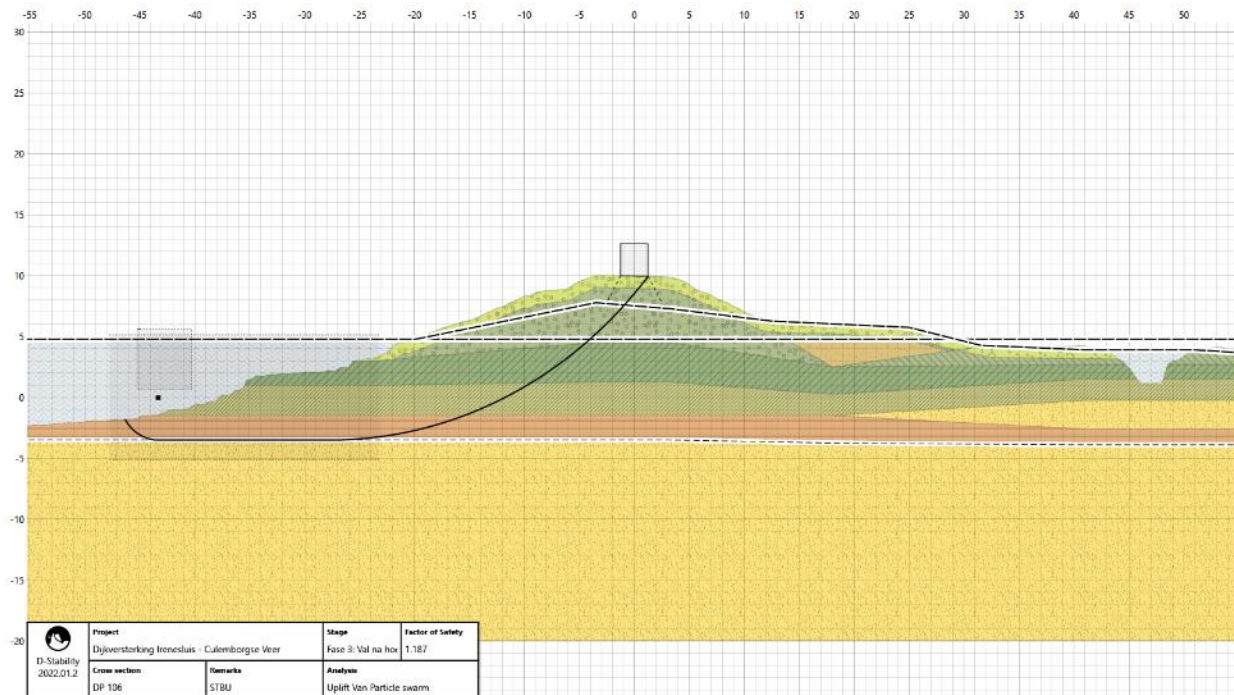 -55 -50 -45 -40 -35 -30 -25 -20 -15 -10 -5 0 5 10 15 20 25 30 35 40 45 50
30
25
20
15
10
5
0
-5
-10
-15
-20
D-Stability
2022.01.2
Project
Dijkversterking Irenesluis - Culemborgse Veer
Stage
Fase 3: Val na ho
Factor of Safety
1.187
Cross section
DP 106
Remarks
STBU
Analysis
Uplift Van Particle swarm